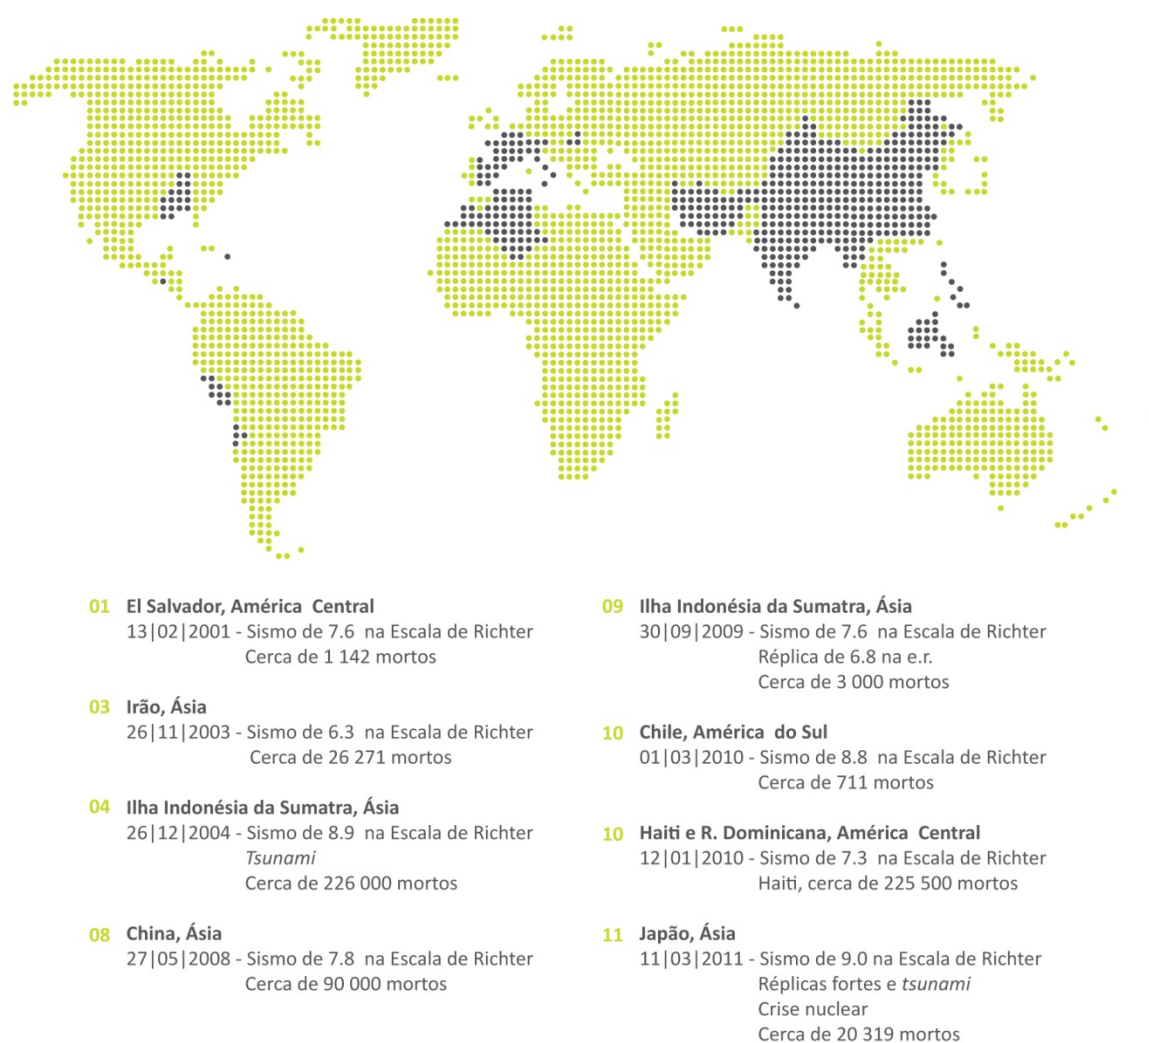 01 El Salvador, América Central
13|02|2001 - Sismo de 7.6 na Escala de Richter
Cerca de 1 142 mortos
03 Irão, Ásia
26|11|2003 - Sismo de 6.3 na Escala de Richter
Cerca de 26 271 mortos
04 Ilha Indonésia da Sumatra, Ásia
26|12|2004 - Sismo de 8.9 na Escala de Richter
Tsunami
Cerca de 226 000 mortos
08 China, Ásia
27|05|2008 - Sismo de 7.8 na Escala de Richter
Cerca de 90 000 mortos
09 Ilha Indonésia da Sumatra, Ásia
30|09|2009 - Sismo de 7.6 na Escala de Richter
Réplica de 6.8 na e.r.
Cerca de 3 000 mortos
10 Chile, América do Sul
01|03|2010 - Sismo de 8.8 na Escala de Richter
Cerca de 711 mortos
10 Haiti e R. Dominicana, América Central
12|01|2010 - Sismo de 7.3 na Escala de Richter
Haiti, cerca de 225 500 mortos
11 Japão, Ásia
11|03|2011 - Sismo de 9.0 na Escala de Richter
Réplicas fortes e tsunami
Crise nuclear
Cerca de 20 319 mortos